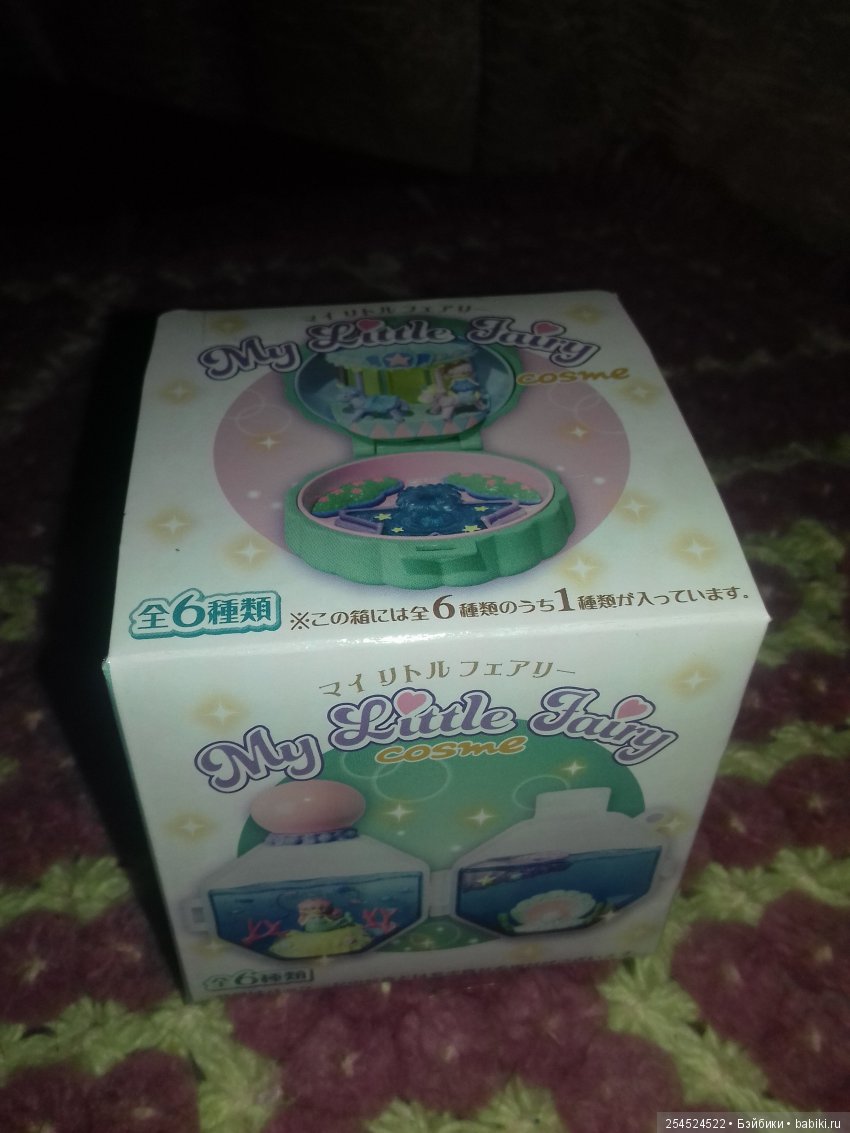 マイ リトル フェアリー
My Little Fairy
cosme
全6種類
※この箱には全6種類のうち1種類が入っています。
マイ リトル フェアリー
My Little Fairy
cosme
全6種類
254524522 • Бэйбики • babiki.ru